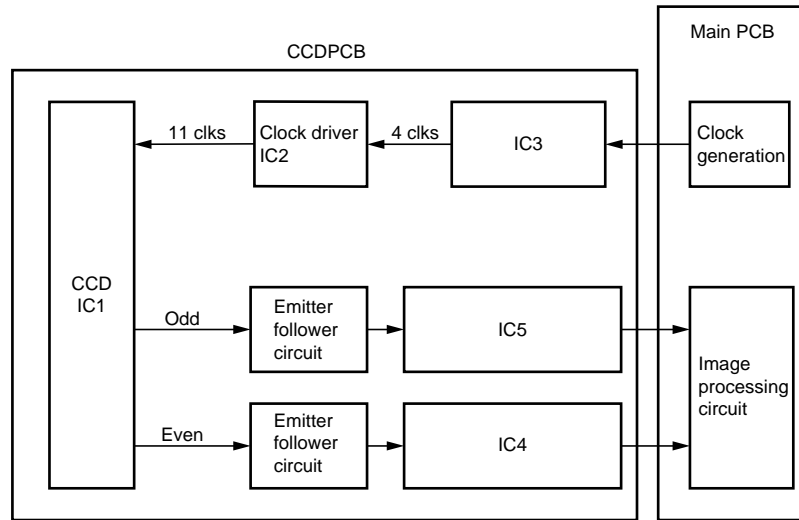 CCDPCB
Main PCB
11 clks
Clock driver
IC2
4 clks
IC3
Clock
generation
CCD
IC1
Odd
Emitter
follower
circuit
IC5
Image
processing
circuit
Even
Emitter
follower
circuit
IC4